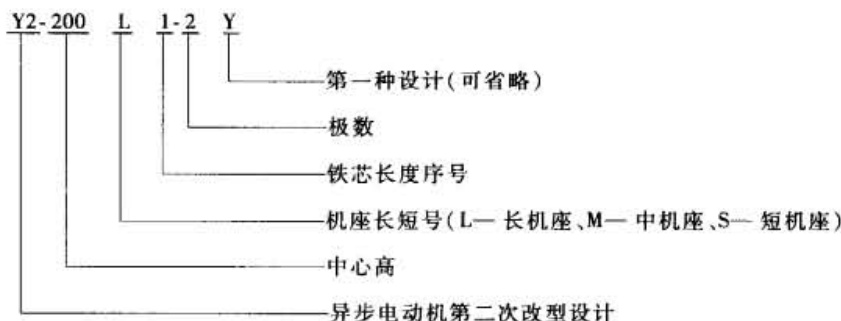 Y2-200 L 1-2 Y
第一种设计(可省略)
极数
铁芯长度序号
机座长短号(L—长机座、M—中机座、S—短机座)
中心高
异步电动机第二次改型设计